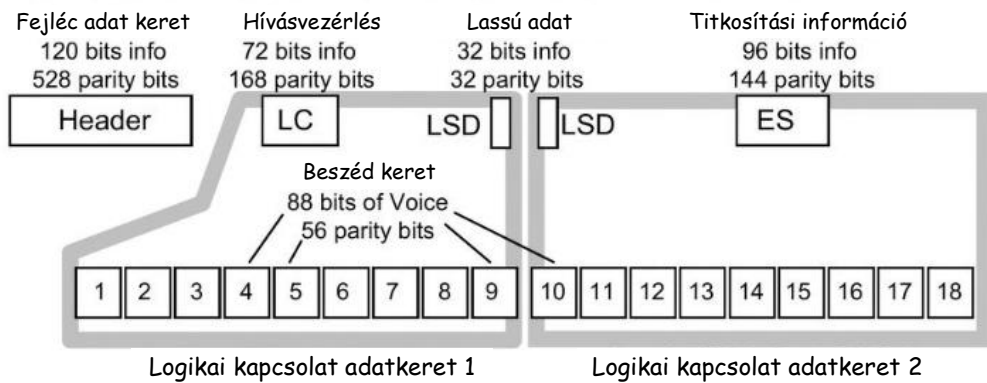 Fejléc adat keret
120 bits info
528 parity bits
Header
Hívásvezérlés
72 bits info
168 parity bits
LC
Lassú adat
32 bits info
32 parity bits
LSD
LSD
Titkosítási információ
96 bits info
144 parity bits
ES
Beszéd keret
88 bits of Voice
56 parity bits
1 2 3 4 5 6 7 8 9 10 11 12 13 14 15 16 17 18
Logikai kapcsolat adatkeret 1
Logikai kapcsolat adatkeret 2